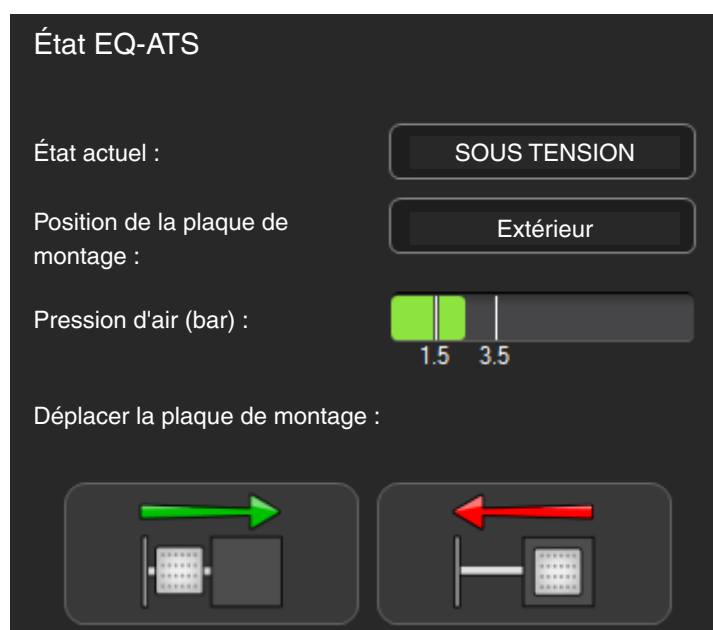 État EQ-ATS
État actuel :
SOUS TENSION
Position de la plaque de
montage :
Extérieur
Pression d'air (bar) :
1.5 3.5
Déplacer la plaque de montage :